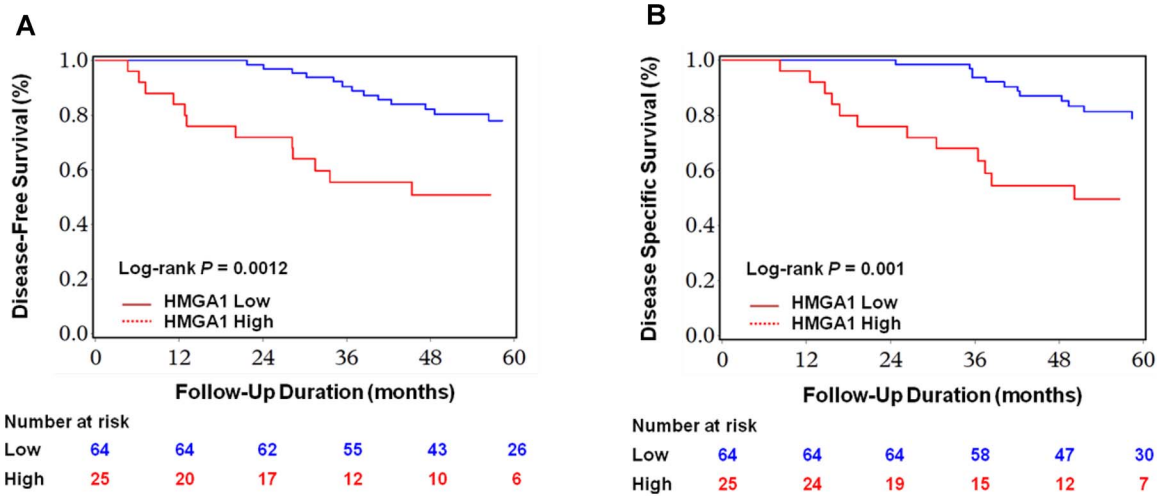 A
Disease-Free Survival (%)
1.0
0.8
0.6
0.4
0.2
0.0
Log-rank P = 0.0012
HMGA1 Low
HMGA1 High
0 12 24 36 48 60
Follow-Up Duration (months)
Number at risk
Low 64 64 62 55 43 26
High 25 20 17 12 10 6
B
Disease Specific Survival (%)
1.0
0.8
0.6
0.4
0.2
0.0
Log-rank P = 0.001
HMGA1 Low
HMGA1 High
0 12 24 36 48 60
Follow-Up Duration (months)
Number at risk
Low 64 64 64 58 47 30
High 25 24 19 15 12 7